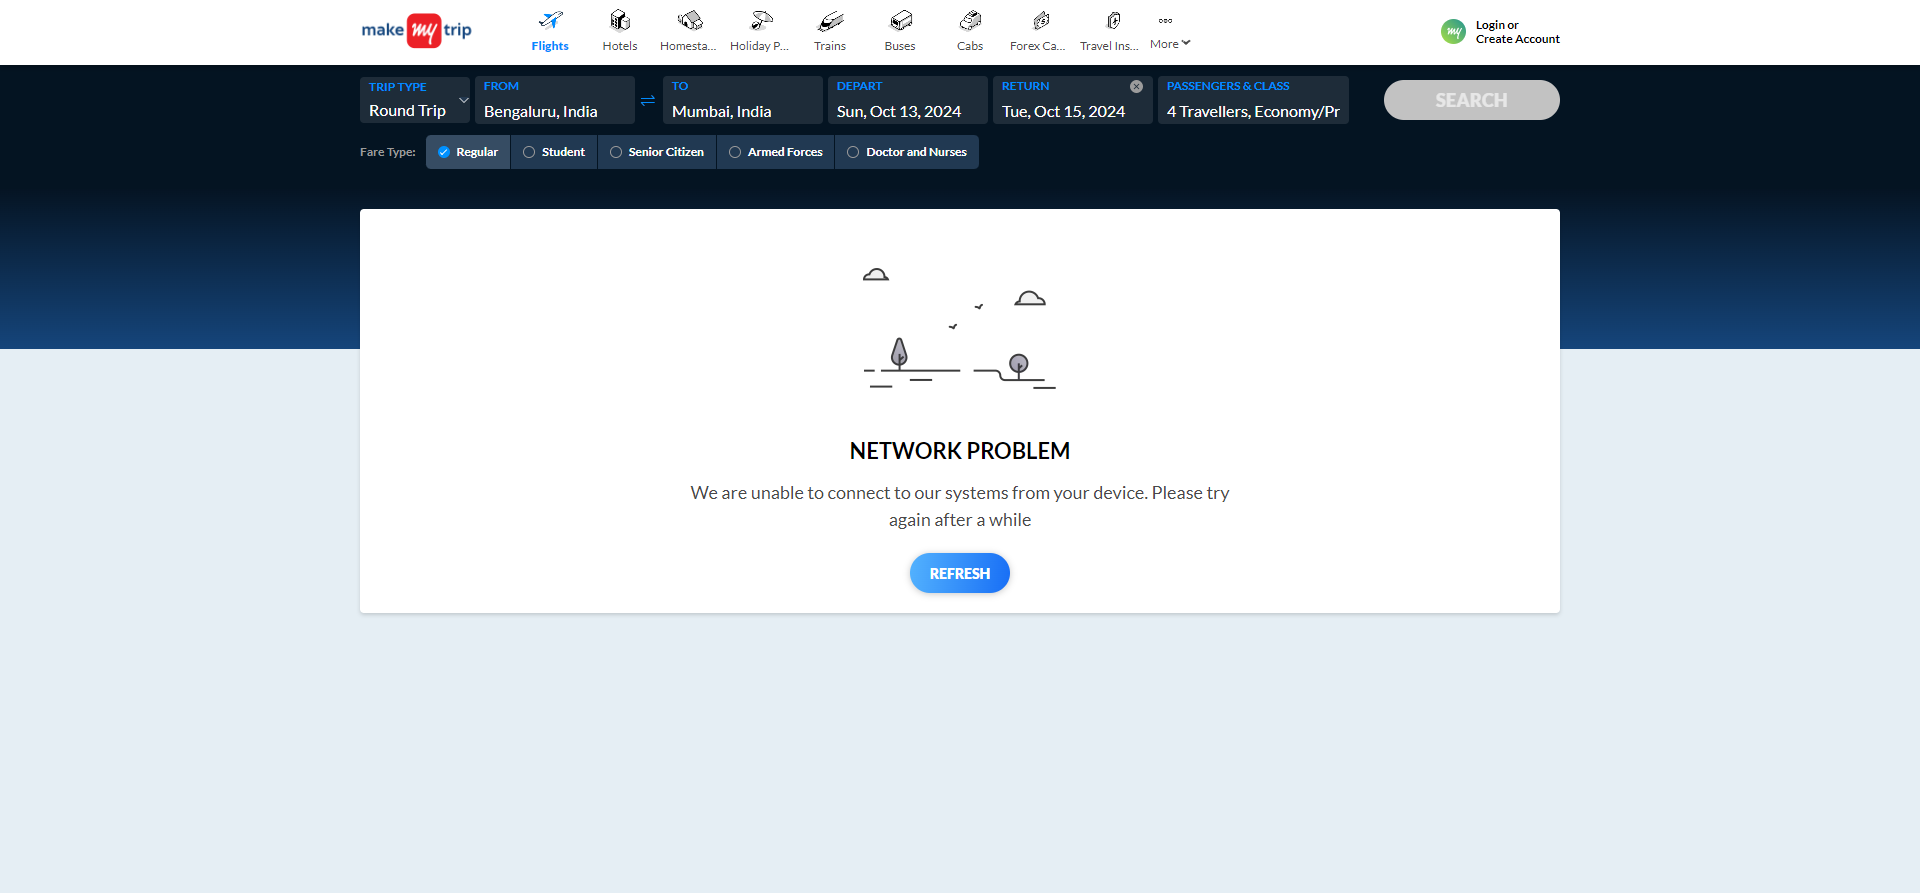 make my trip
Flights
Hotels
Homesta...
Holiday P...
Trains
Buses
Cabs
Forex Ca...
Travel Ins...
More
my
Login or
Create Account
TRIP TYPE
Round Trip
FROM
Bengaluru, India
TO
Mumbai, India
DEPART
Sun, Oct 13, 2024
RETURN
Tue, Oct 15, 2024
PASSENGERS & CLASS
4 Travellers, Economy/Pr
SEARCH
Fare Type:
Regular
Student
Senior Citizen
Armed Forces
Doctor and Nurses
NETWORK PROBLEM
We are unable to connect to our systems from your device. Please try
again after a while
REFRESH